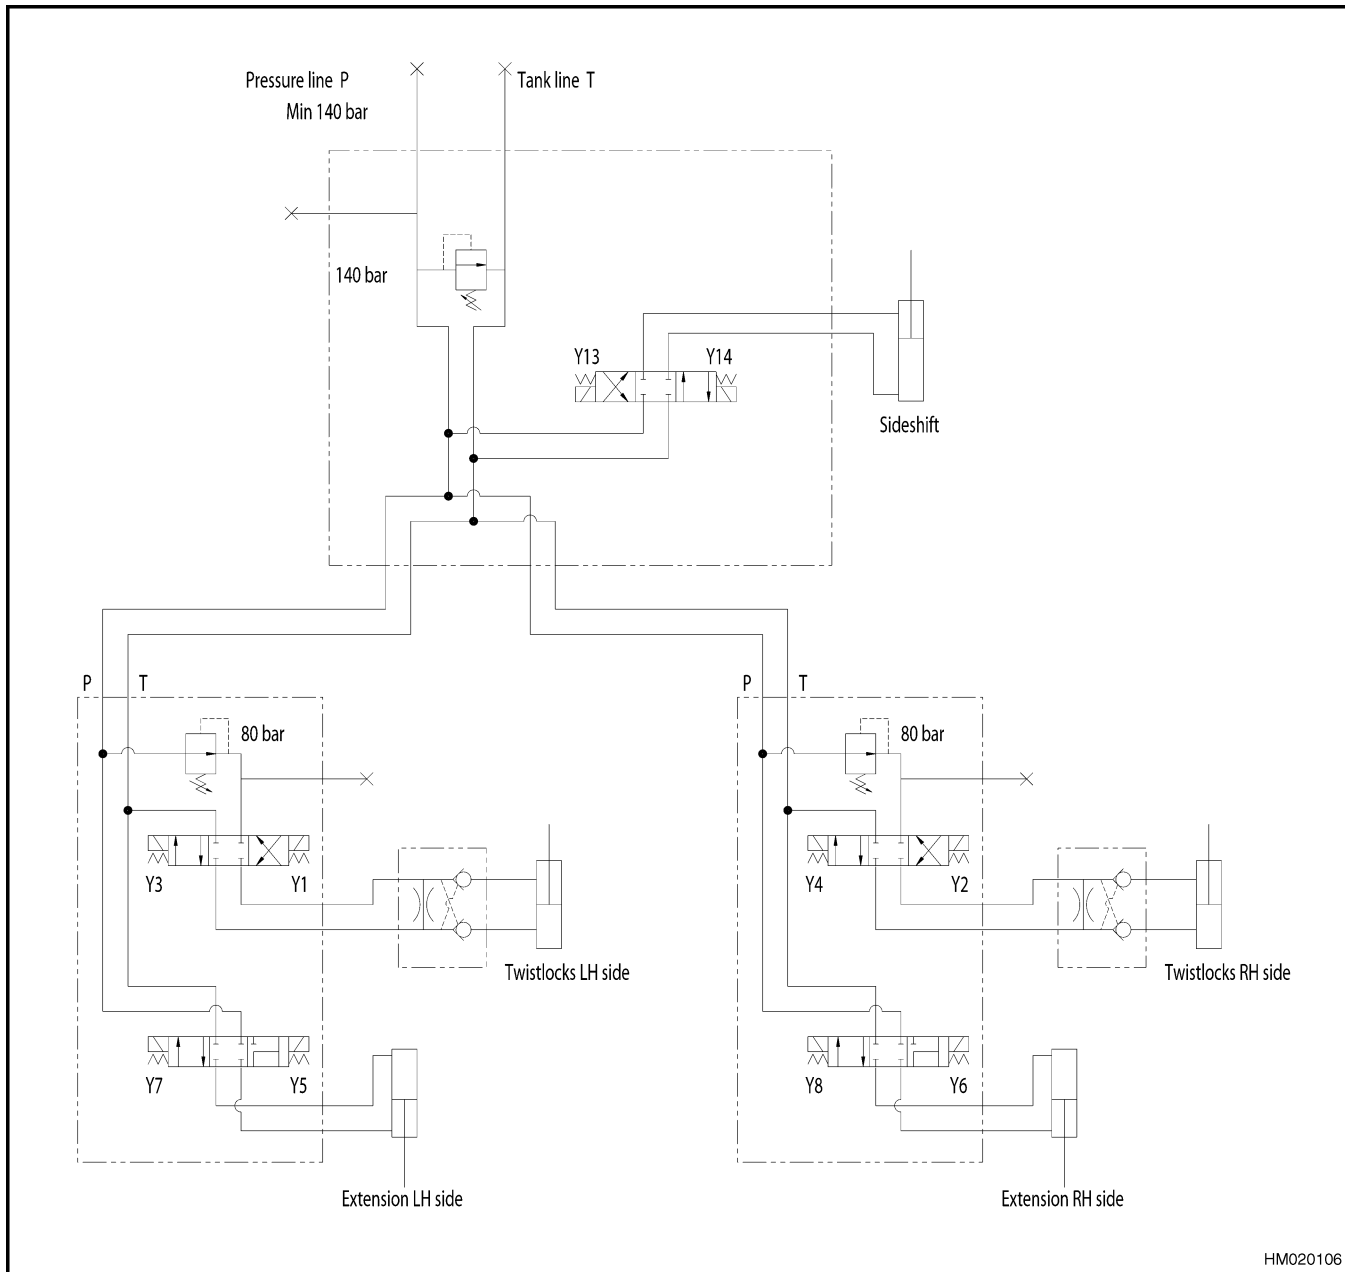 Pressure line P
Tank line T
Min 140 bar
140 bar
Y13
Y14
Sideshift
P
T
P
T
80 bar
80 bar
Y3
Y1
Y4
Y2
Twistlocks LH side
Twistlocks RH side
Y7
Y5
Y8
Y6
Extension LH side
Extension RH side
HM020106